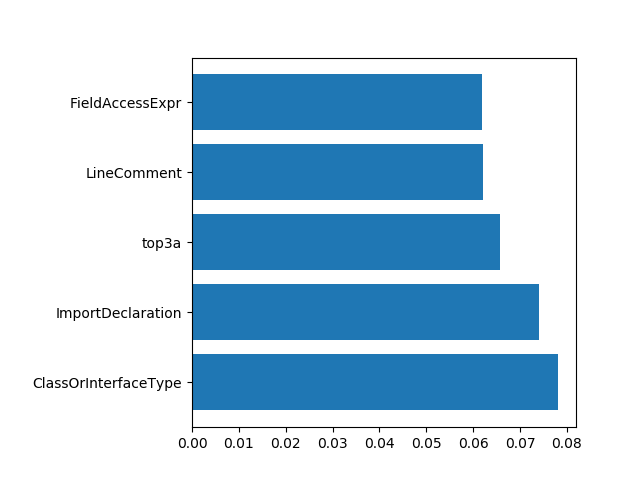 FieldAccessExpr
LineComment
top3a
ImportDeclaration
ClassOrInterfaceType
0.00 0.01 0.02 0.03 0.04 0.05 0.06 0.07 0.08